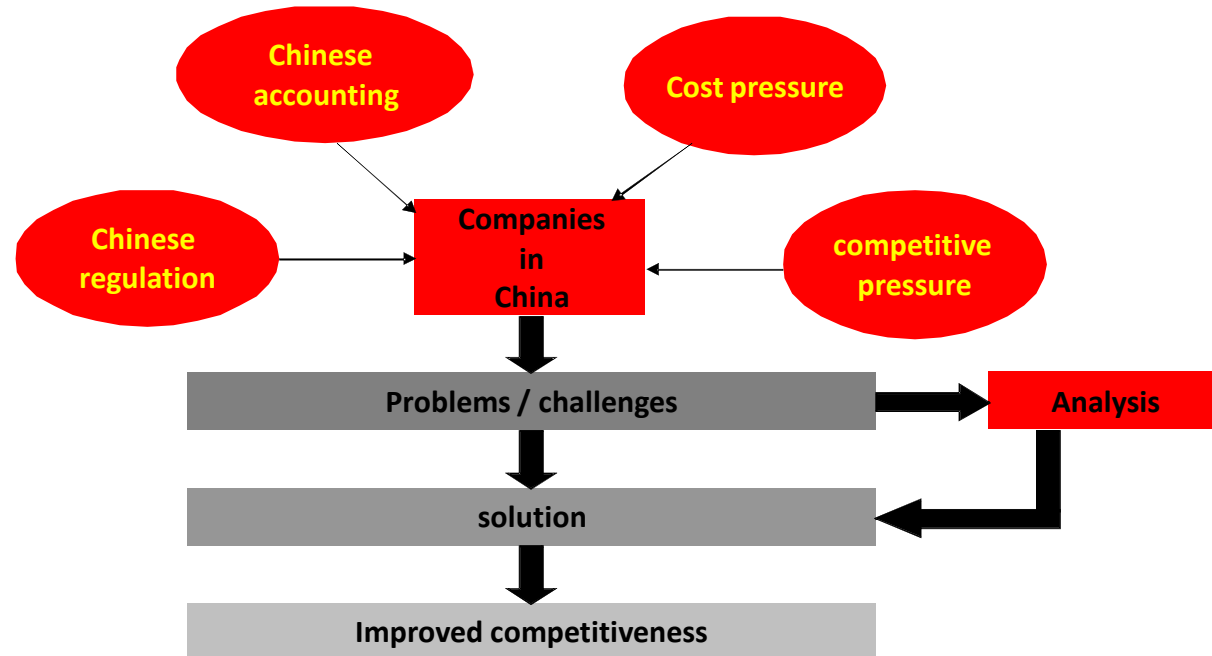 Chinese
accounting
Cost pressure
Chinese
regulation
Companies
in
China
competitive
pressure
Problems / challenges
Analysis
solution
Improved competitiveness